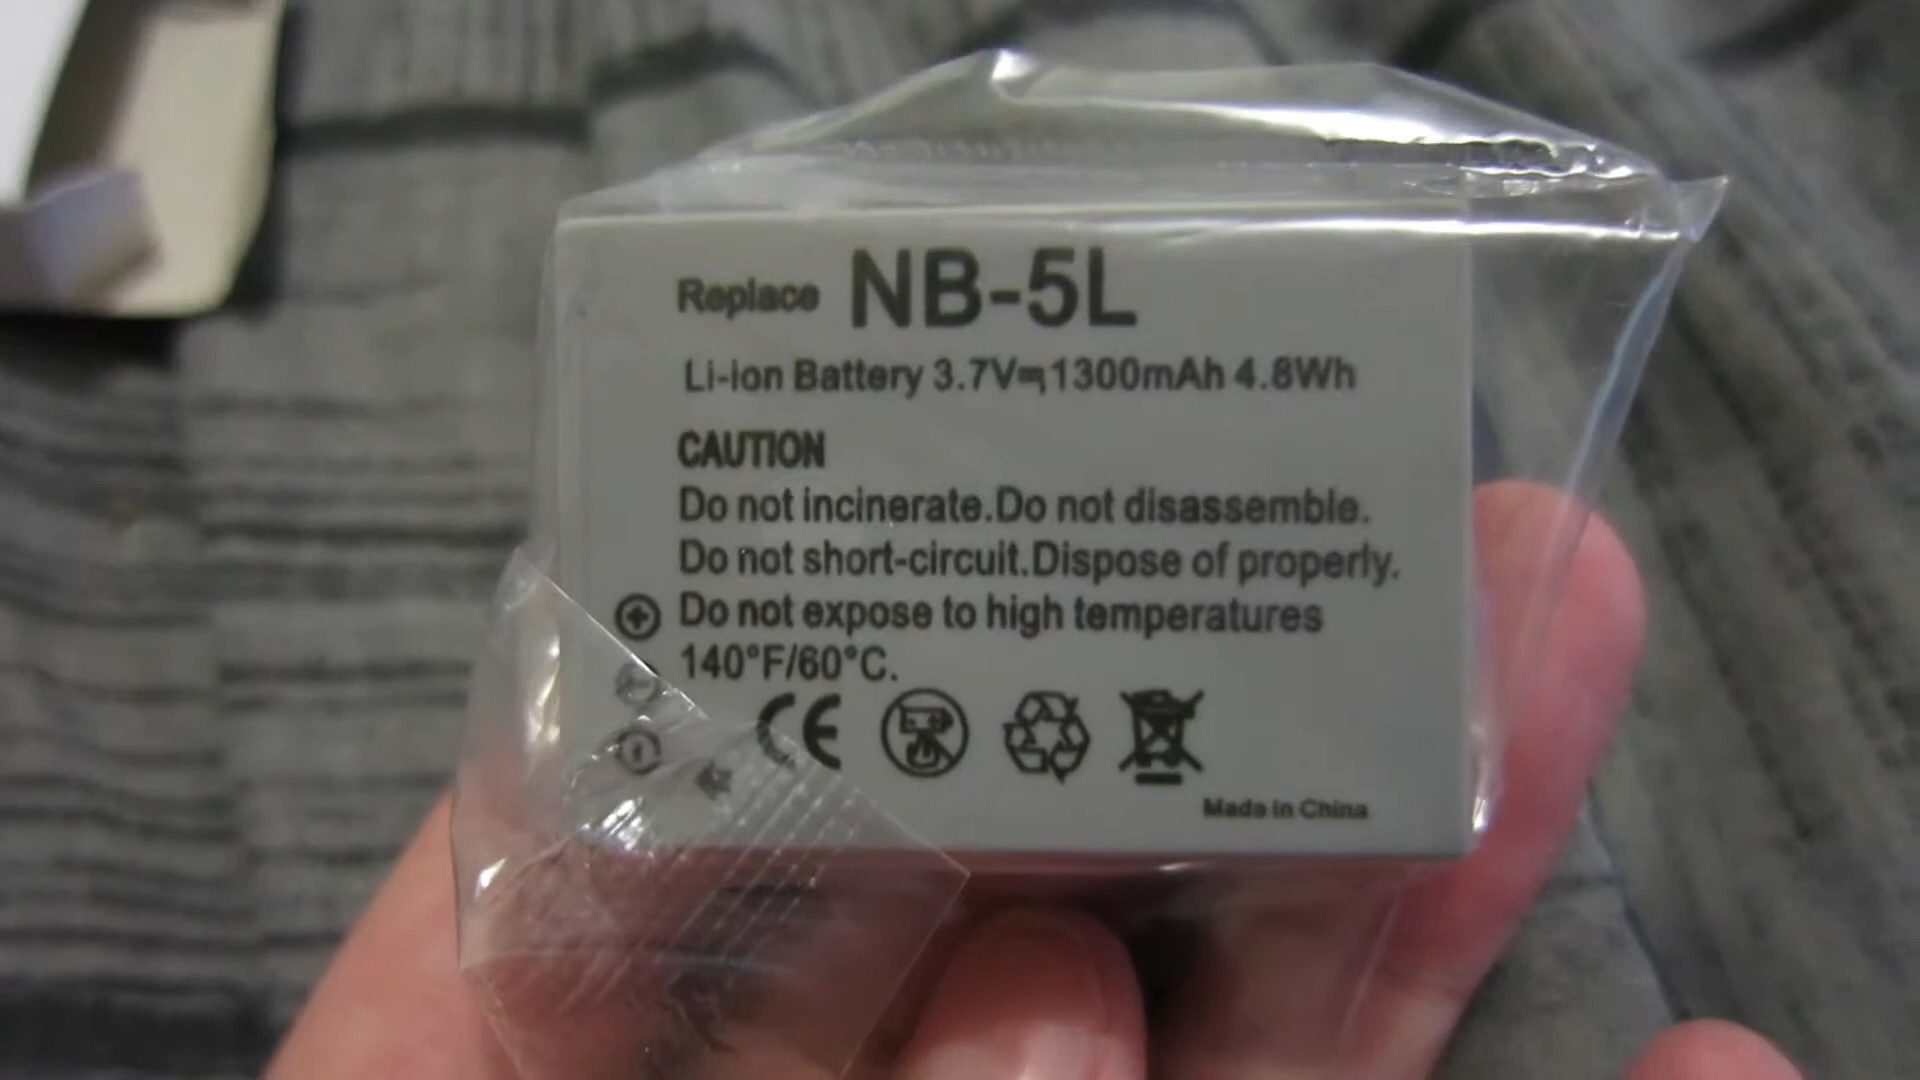 Replace NB-5L
Li-ion Battery 3.7V⎓1300mAh 4.8Wh
CAUTION
Do not incinerate.Do not disassemble.
Do not short-circuit.Dispose of properly.
Do not expose to high temperatures
140°F/60°C.
CE
Made in China